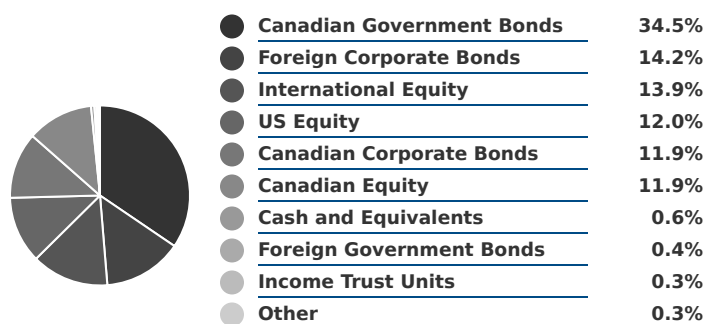 Canadian Government Bonds 34.5%
Foreign Corporate Bonds 14.2%
International Equity 13.9%
US Equity 12.0%
Canadian Corporate Bonds 11.9%
Canadian Equity 11.9%
Cash and Equivalents 0.6%
Foreign Government Bonds 0.4%
Income Trust Units 0.3%
Other 0.3%